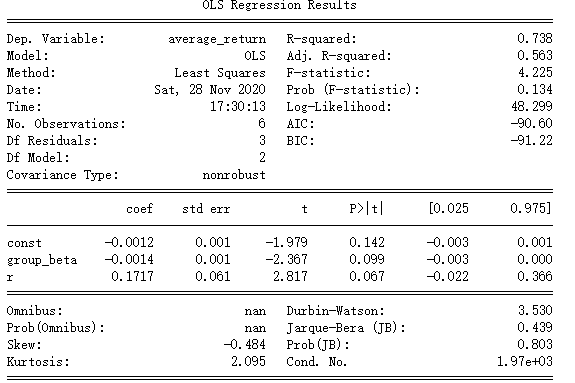 OLS Regression Results
Dep. Variable: average_return R-squared: 0.738
Model: OLS Adj. R-squared: 0.563
Method: Least Squares F-statistic: 4.225
Date: Sat, 28 Nov 2020 Prob (F-statistic): 0.134
Time: 17:30:13 Log-Likelihood: 48.299
No. Observations: 6 AIC: -90.60
Df Residuals: 3 BIC: -91.22
Df Model: 2
Covariance Type: nonrobust
coef std err t P>|t| [0.025 0.975]
const -0.0012 0.001 -1.979 0.142 -0.003 0.001
group_beta -0.0014 0.001 -2.367 0.099 -0.003 0.000
r 0.1717 0.061 2.817 0.067 -0.022 0.366
Omnibus: nan Durbin-Watson: 3.530
Prob(Omnibus): nan Jarque-Bera (JB): 0.439
Skew: -0.484 Prob(JB): 0.803
Kurtosis: 2.095 Cond. No. 1.97e+03